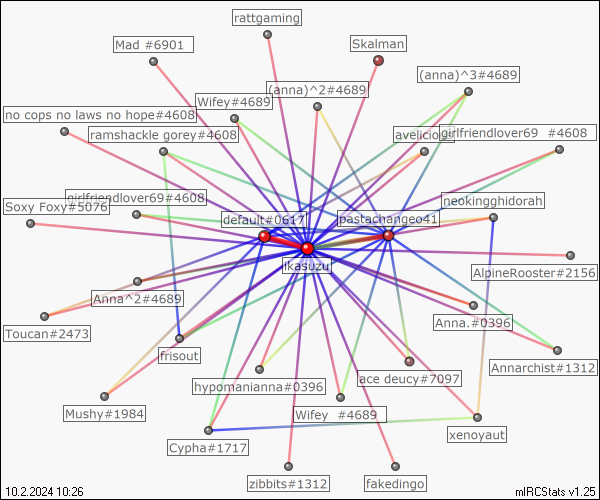 rattgaming
Mad #6901
Skalman
(anna)^3#4689
(anna)^2#4689
Wifey#4689
no cops no laws no hope#4608
ramshackle gorey#4608
girlfriendlover69 #4608
girlfriendlover69#4608
neokingghidorah
Soxy Foxy#5076
default#0617
pastachangeo41
ikasuzu
AlpineRooster#2156
Anna^2#4689
Anna.#0396
Toucan#2473
frisout
Annarchist#1312
hypomanianna#0396
ace deucy#7097
Mushy#1984
Wifey #4689
Cypha#1717
xenoyaut
zibbits#1312
fakedingo
10.2.2024 10:26
mIRCStats v1.25